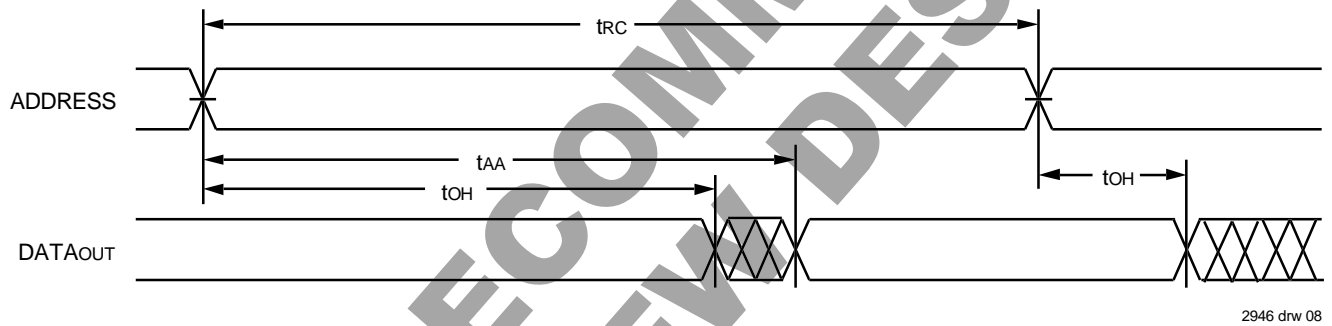 tRC
ADDRESS
tAA
tOH
tOH
DATAOUT
2946 drw 08